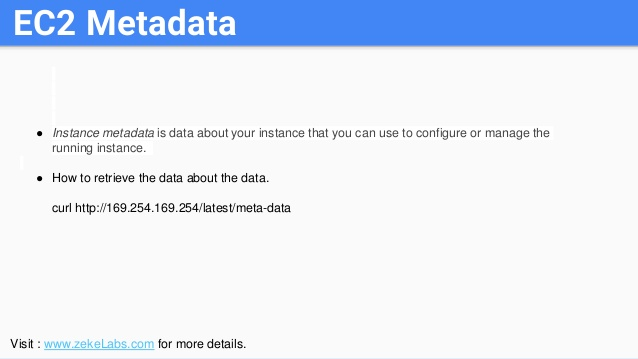 EC2 Metadata
● Instance metadata is data about your instance that you can use to configure or manage the
running instance.
● How to retrieve the data about the data.
curl http://169.254.169.254/latest/meta-data
Visit : www.zekeLabs.com for more details.